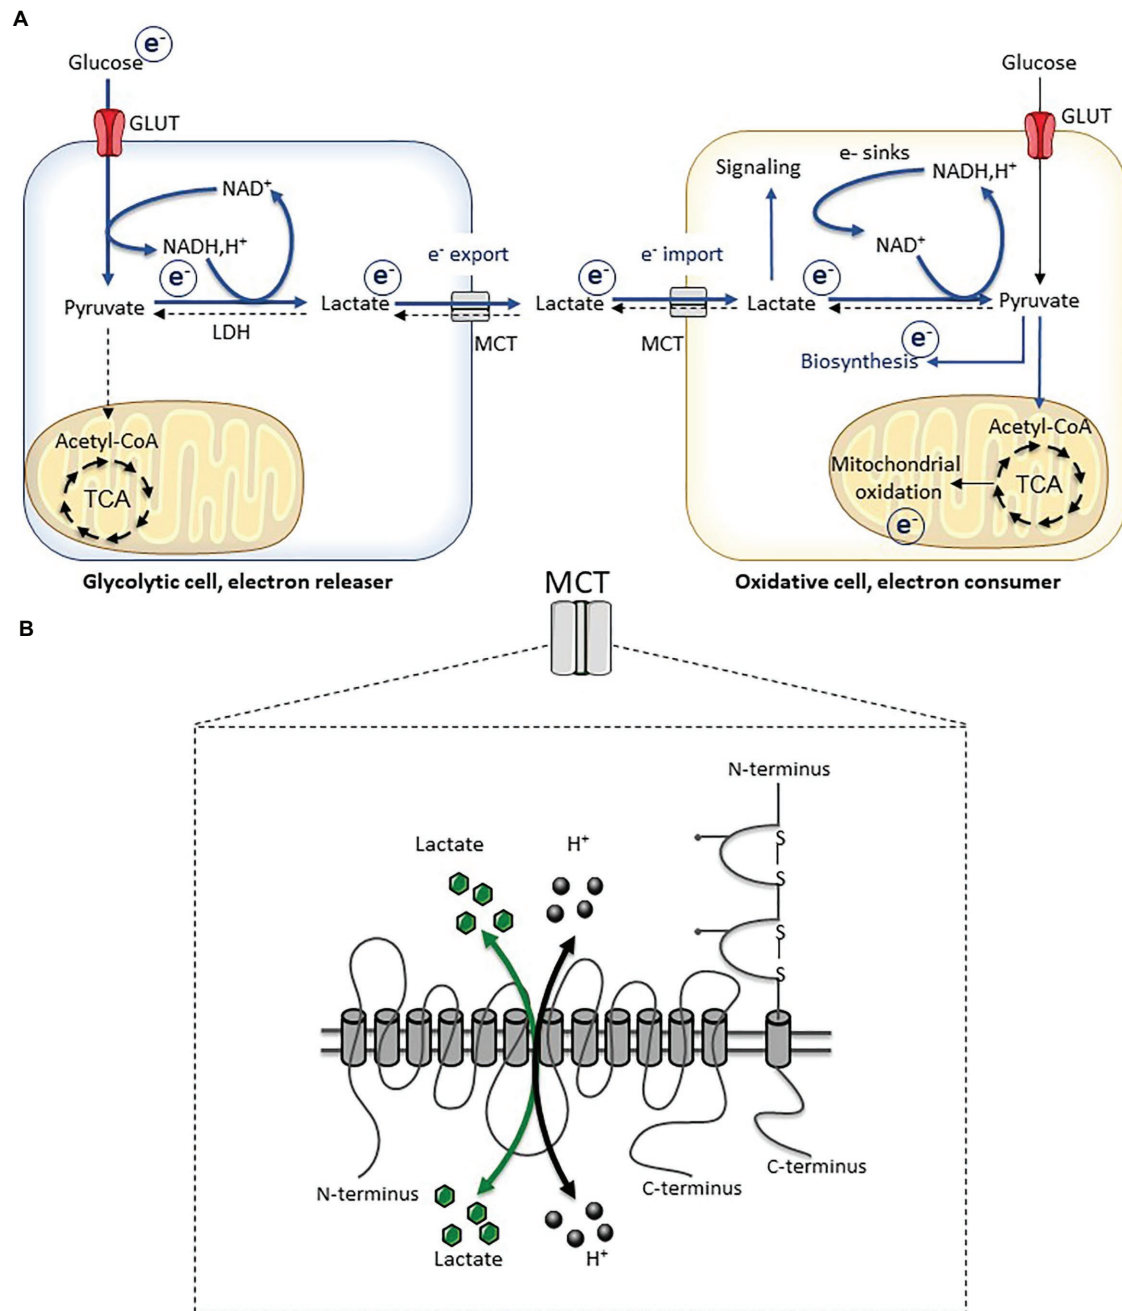 A
Glucose e-
GLUT
NAD+
NADH,H+
e-
Pyruvate
LDH
Lactate
e-
e- export
MCT
Acetyl-CoA
TCA
Glycolytic cell, electron releaser
Lactate
e-
e- import
MCT
Glucose
GLUT
Signaling
e- sinks
NADH,H+
NAD+
Lactate
e-
Pyruvate
Biosynthesis
e-
Acetyl-CoA
Mitochondrial
oxidation
TCA
e-
Oxidative cell, electron consumer
MCT
B
N-terminus
Lactate
H+
S
S
S
S
N-terminus
C-terminus
C-terminus
Lactate
H+